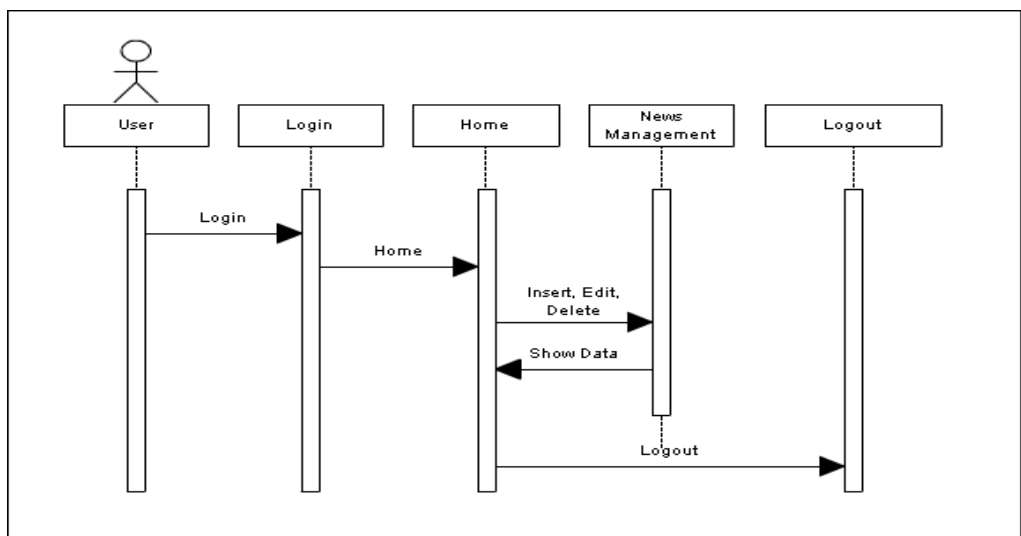 User
Login
Home
News
Management
Logout
Login
Home
Insert, Edit,
Delete
Show Data
Logout